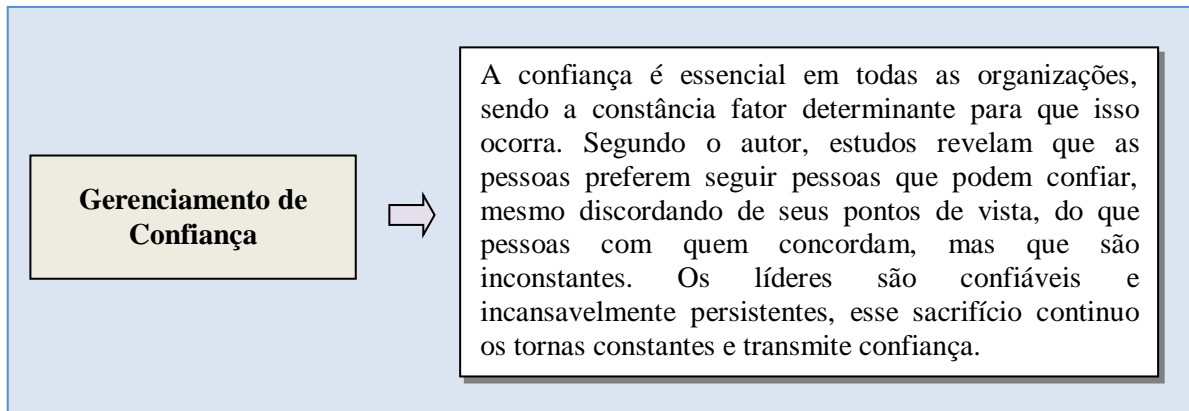 Gerenciamento de
Confiança
A confiança é essencial em todas as organizações,
sendo a constância fator determinante para que isso
ocorra. Segundo o autor, estudos revelam que as
pessoas preferem seguir pessoas que podem confiar,
mesmo discordando de seus pontos de vista, do que
pessoas com quem concordam, mas que são
inconstantes. Os líderes são confiáveis e
incansavelmente persistentes, esse sacrifício continuo
os tornas constantes e transmite confiança.